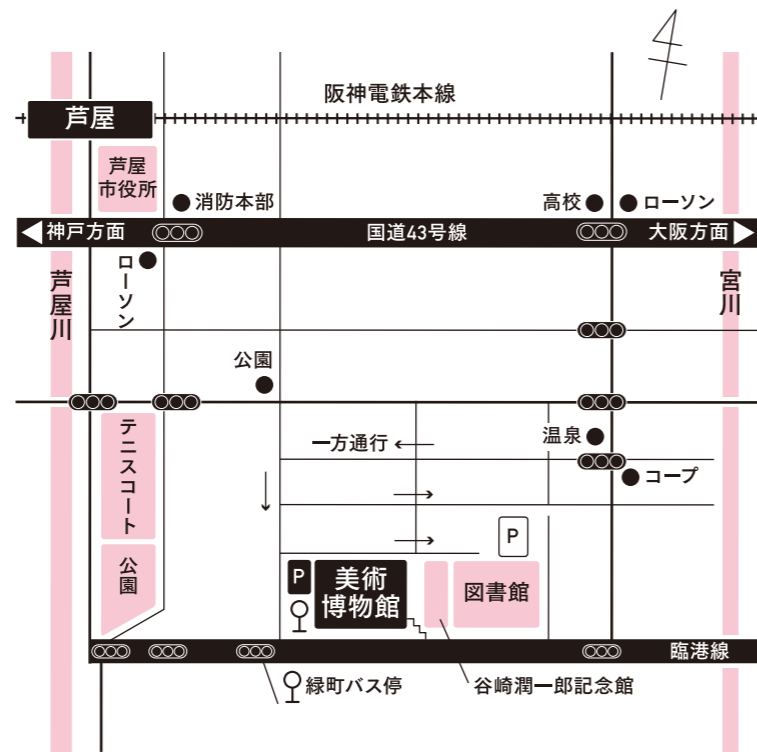 阪神電鉄本線
芦屋
芦屋
市役所
消防本部
高校
ローソン
神戸方面
国道43号線
大阪方面
ローソン
芦屋川
宮川
公園
テニスコート
一方通行
温泉
コープ
P
公園
P
美術
博物館
図書館
臨港線
緑町バス停
谷崎潤一郎記念館